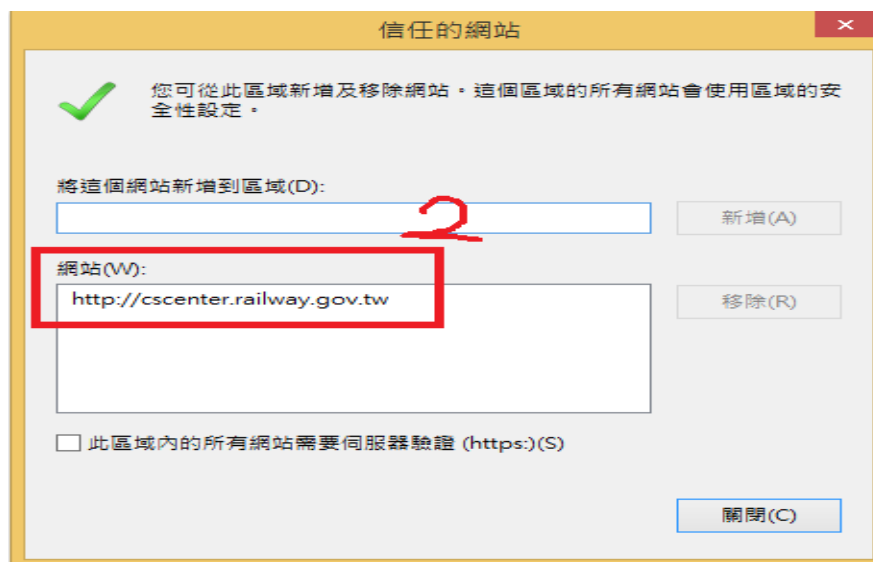 信任的網站
您可從此區域新增及移除網站。這個區域的所有網站會使用區域的安
全性設定。
將這個網站新增到區域(D):
2
新增(A)
網站(W):
http://cscenter.railway.gov.tw
移除(R)
此區域內的所有網站需要伺服器驗證 (https:)(S)
關閉(C)